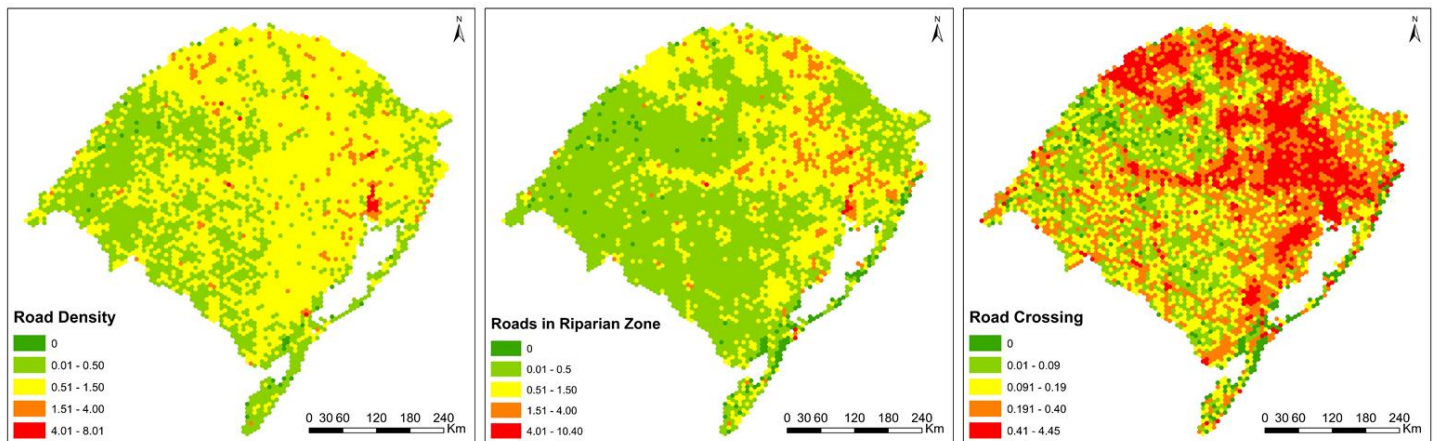 N
Road Density
0
0.01 - 0.50
0.51 - 1.50
1.51 - 4.00
4.01 - 8.01
0 30 60 120 180 240
Km
N
Roads in Riparian Zone
0
0.01 - 0.5
0.51 - 1.50
1.51 - 4.00
4.01 - 10.40
0 30 60 120 180 240
Km
N
Road Crossing
0
0.01 - 0.09
0.091 - 0.19
0.191 - 0.40
0.41 - 4.45
0 30 60 120 180 240
Km